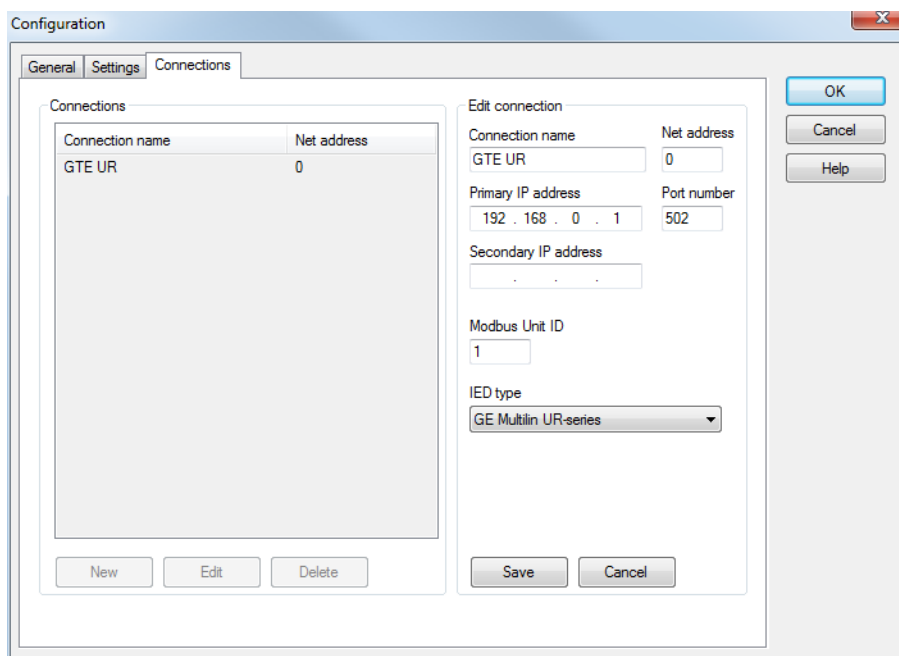 Configuration
General Settings Connections
Connections
Connection name Net address
GTE UR 0
New Edit Delete
Edit connection
Connection name Net address
GTE UR 0
Primary IP address Port number
192 . 168 . 0 . 1 502
Secondary IP address
. . .
Modbus Unit ID
1
IED type
GE Multilin UR-series
Save Cancel
OK
Cancel
Help